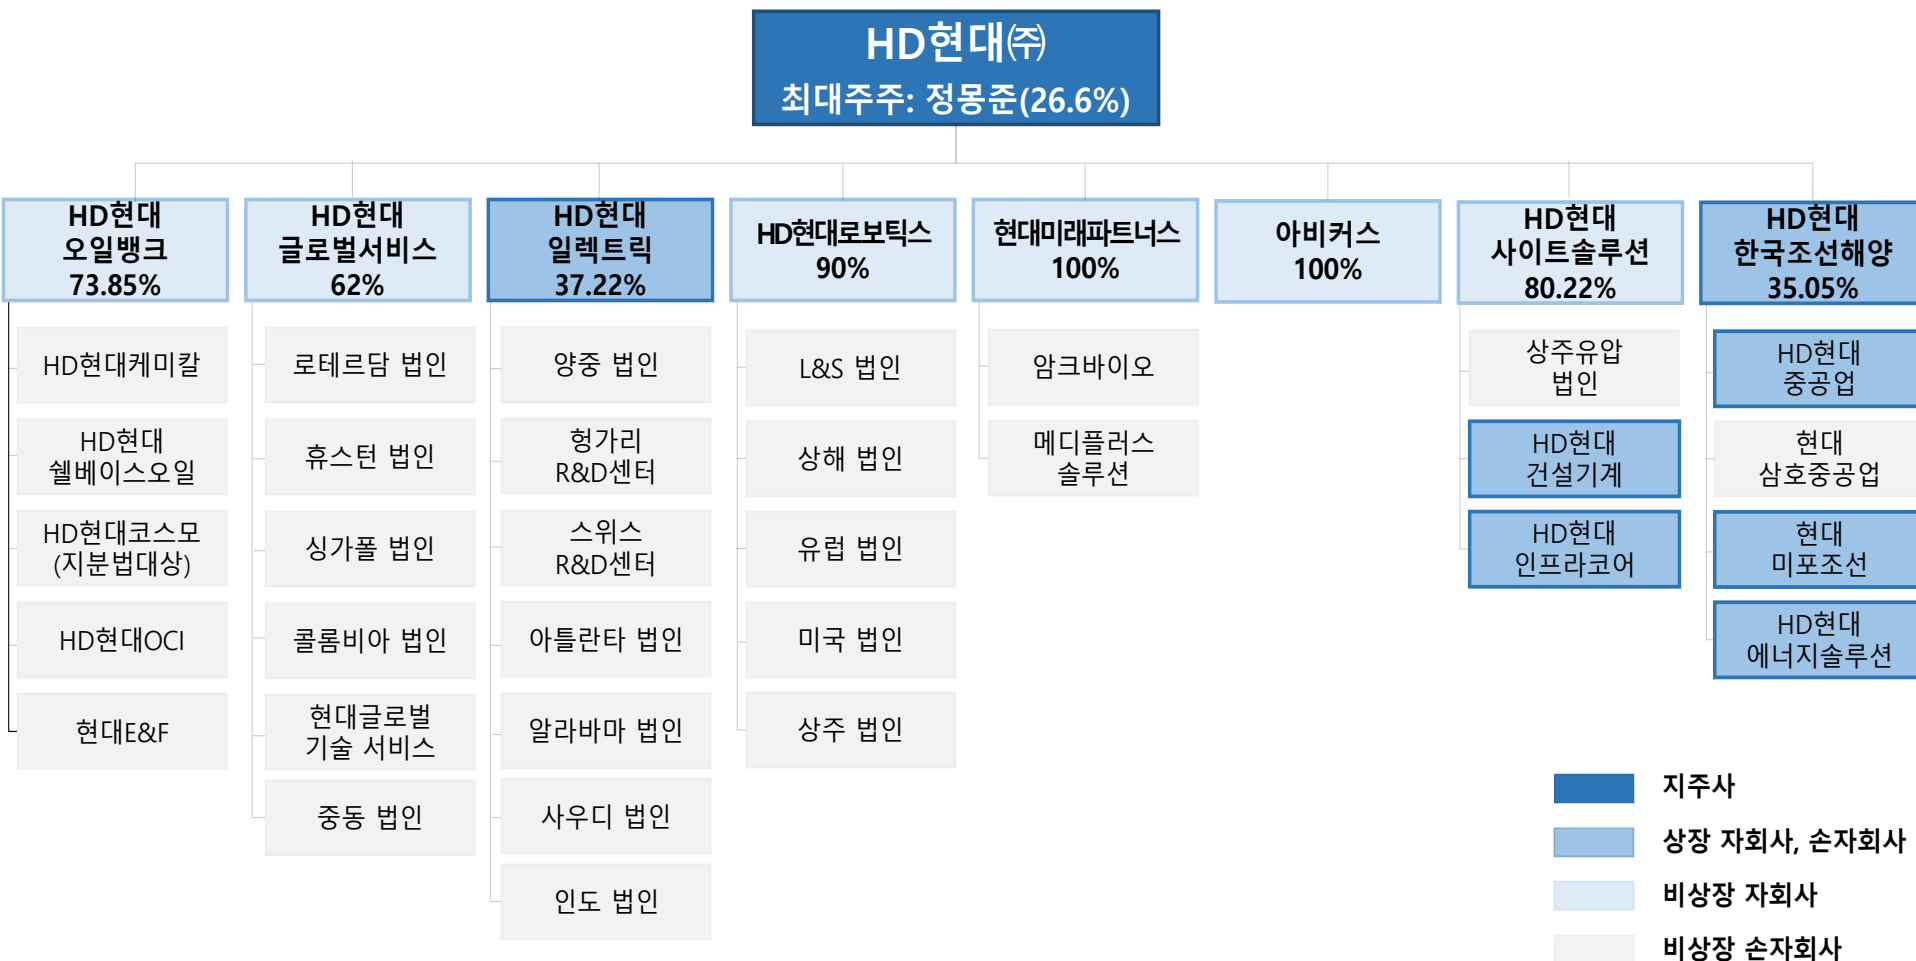 HD현대㈜
최대주주: 정몽준(26.6%)
HD현대
오일뱅크
73.85%
HD현대
글로벌서비스
62%
HD현대
일렉트릭
37.22%
HD현대로보틱스
90%
현대미래파트너스
100%
아비커스
100%
HD현대
사이트솔루션
80.22%
HD현대
한국조선해양
35.05%
HD현대케미칼
HD현대
쉘베이스오일
HD현대코스모
(지분법대상)
HD현대OCI
현대E&F
로테르담 법인
휴스턴 법인
싱가폴 법인
콜롬비아 법인
현대글로벌
기술 서비스
중동 법인
양중 법인
헝가리
R&D센터
스위스
R&D센터
아틀란타 법인
알라바마 법인
사우디 법인
인도 법인
L&S 법인
상해 법인
유럽 법인
미국 법인
상주 법인
암크바이오
메디플러스
솔루션
상주유압
법인
HD현대
건설기계
HD현대
인프라코어
HD현대
중공업
현대
삼호중공업
현대
미포조선
HD현대
에너지솔루션
지주사
상장 자회사, 손자회사
비상장 자회사
비상장 손자회사